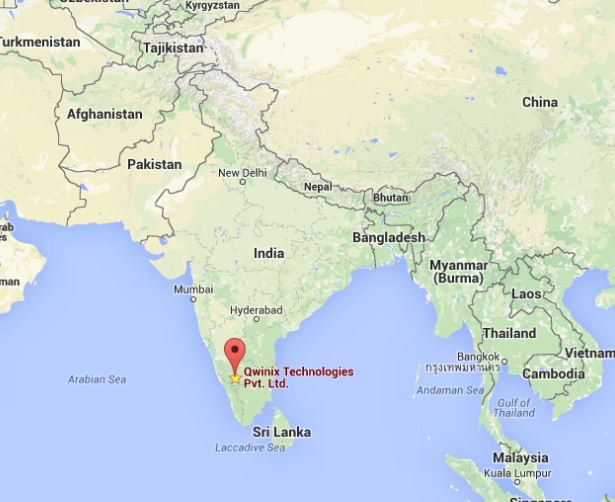 Uzbekistan
Kyrgyzstan
Turkmenistan
Tajikistan
Afghanistan
China
Pakistan
New Delhi
Nepal
Bhutan
India
Bangladesh
Myanmar
(Burma)
Mumbai
Laos
Hyderabad
Thailand
Vietnam
Bangkok
กรุงเทพมหานคร
Qwinix Technologies
Pvt. Ltd.
Cambodia
Arabian Sea
Andaman Sea
Gulf of
Thailand
Sri Lanka
Laccadive Sea
Malaysia
Kuala Lumpur
Singapore